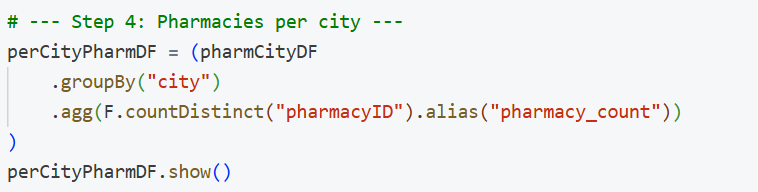 # --- Step 4: Pharmacies per city ---
perCityPharmDF = (pharmCityDF
    .groupBy("city")
    .agg(F.countDistinct("pharmacyID").alias("pharmacy_count"))
)
perCityPharmDF.show()